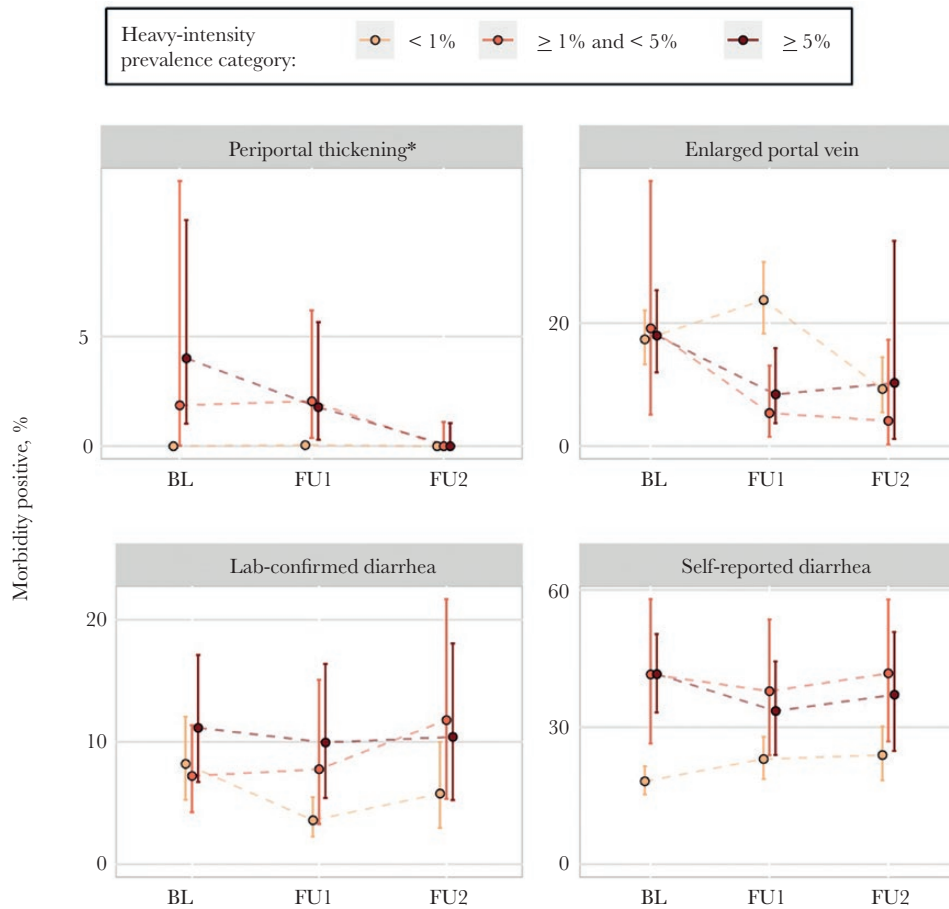 Heavy-intensity
prevalence category:
< 1%
≥ 1% and < 5%
≥ 5%
Morbidity positive, %
Periportal thickening*
5
0
BL FU1 FU2
Enlarged portal vein
20
0
BL FU1 FU2
Lab-confirmed diarrhea
20
10
0
BL FU1 FU2
Self-reported diarrhea
60
30
0
BL FU1 FU2